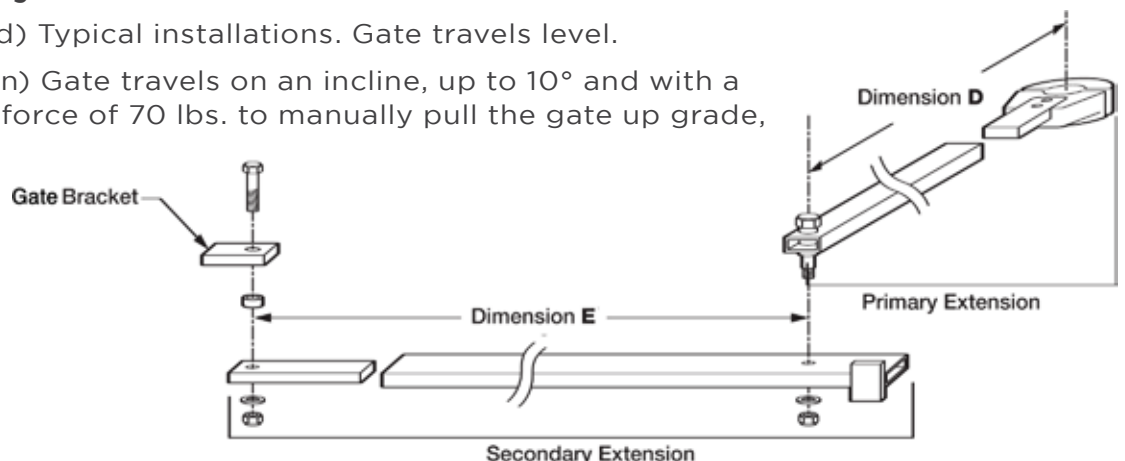 d) Typical installations. Gate travels level.
n) Gate travels on an incline, up to 10° and with a
force of 70 lbs. to manually pull the gate up grade,
Dimension D
Gate Bracket
Dimension E
Primary Extension
Secondary Extension